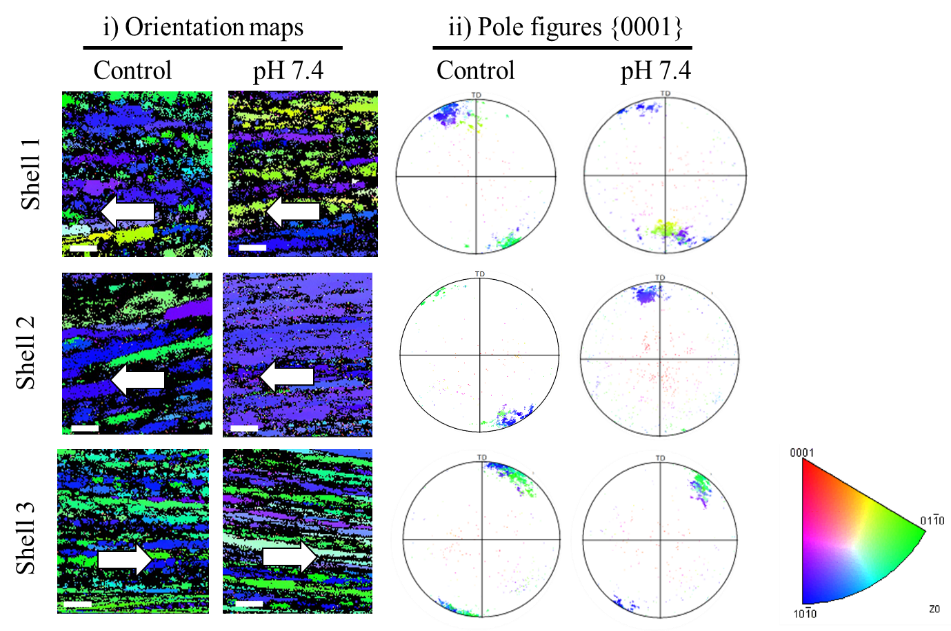 i) Orientation maps
ii) Pole figures {0001}
Control
pH 7.4
Control
pH 7.4
Shell 1
TD
TD
Shell 2
TD
TD
Shell 3
TD
TD
0001
011̄0
101̄0
Z0